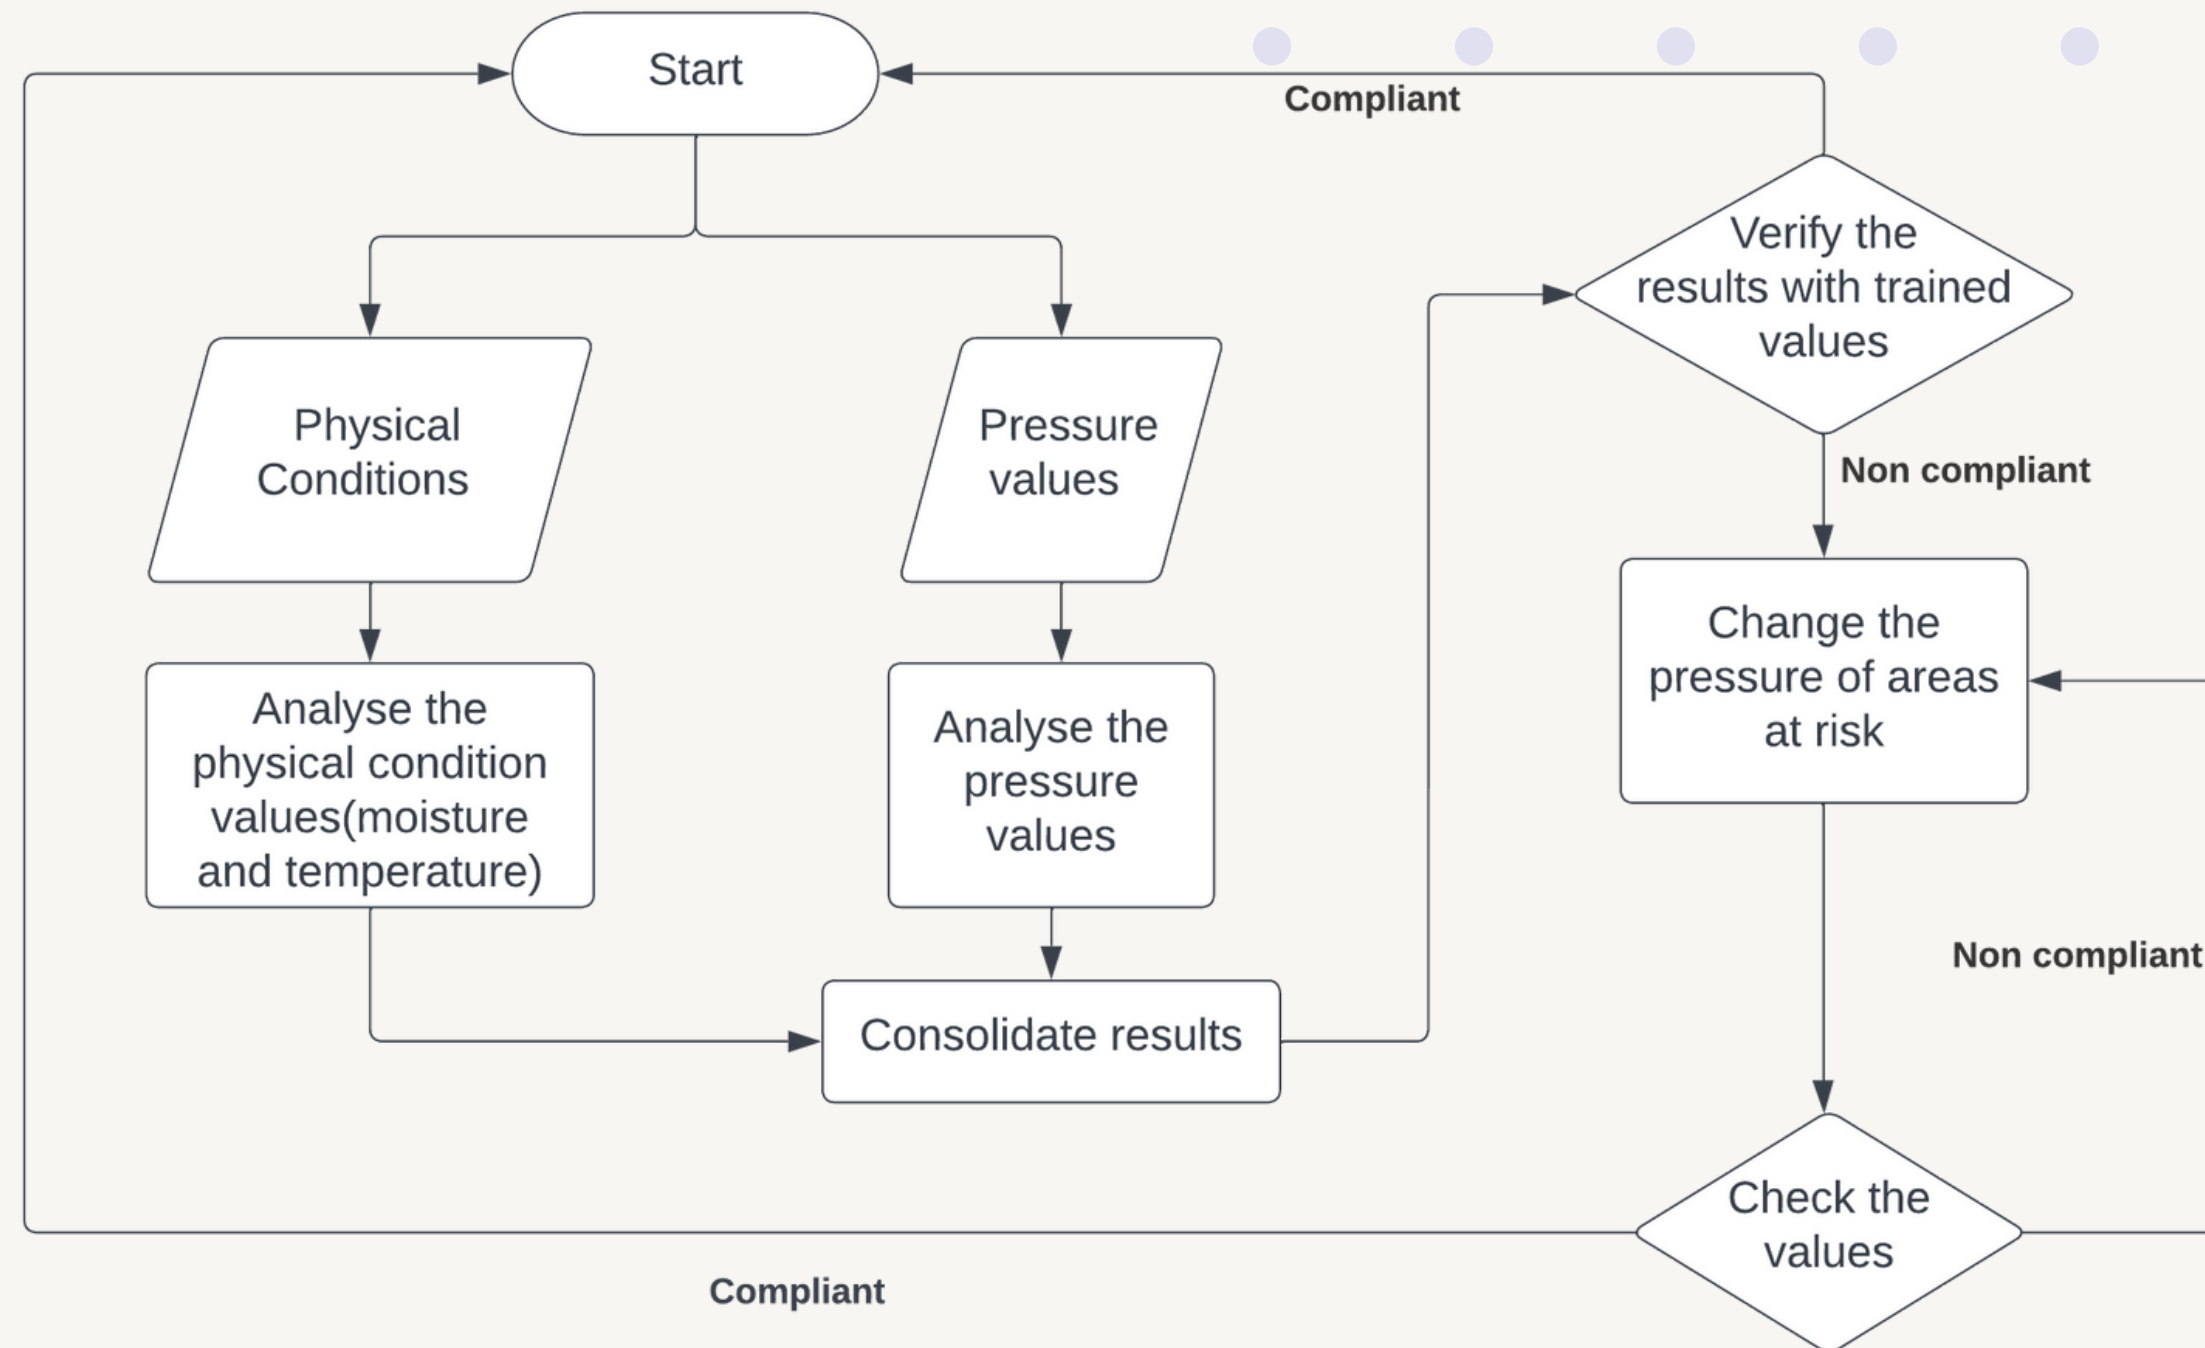 Start
Compliant
Verify the
results with trained
values
Physical
Conditions
Pressure
values
Non compliant
Change the
pressure of areas
at risk
Analyse the
physical condition
values(moisture
and temperature)
Analyse the
pressure
values
Non compliant
Consolidate results
Check the
values
Compliant